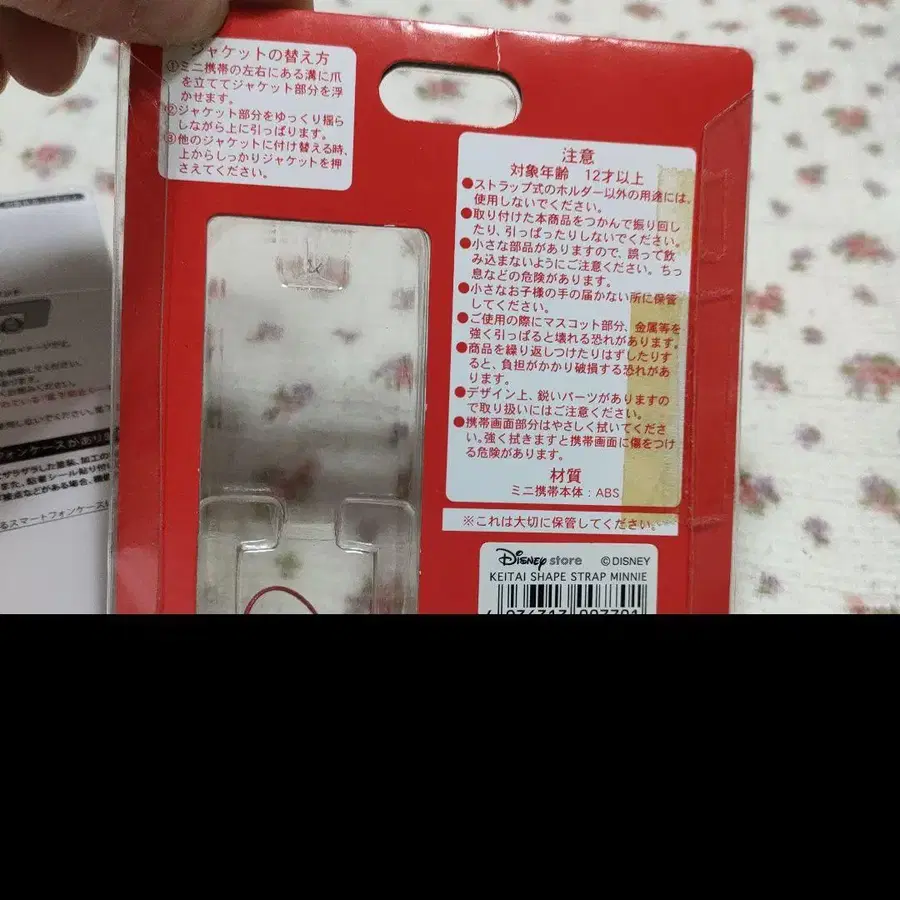 ジャケットの替え方
①ミニ携帯の左右にある溝に爪
を立ててジャケット部分を浮
かせます。
②ジャケット部分をゆっくり揺ら
しながら上に引っぱります。
③他のジャケットに付け替える時、
上からしっかりジャケットを押
さえてください。
注意
対象年齢 12才以上
●ストラップ式のホルダー以外の用途には、
使用しないでください。
●取り付けた本商品をつかんで振り回し
たり、引っぱったりしないでください。
●小さな部品がありますので、誤って飲
み込まないようにご注意ください。ちっ
息などの危険があります。
●小さなお子様の手の届かない所に保管
してください。
●ご使用の際にマスコット部分、金属等を
強く引っぱると壊れる恐れがあります。
●商品を繰り返しつけたりはずしたりす
ると、負担がかかり破損する恐れがあ
ります。
●デザイン上、鋭いパーツがありますの
で取り扱いにはご注意ください。
●携帯画面部分はやさしく拭いてくださ
い。強く拭きますと携帯画面に傷をつけ
る危険があります。
材質
ミニ携帯本体：ABS
※これは大切に保管してください。
Disney store ©DISNEY
KEITAI SHAPE STRAP MINNIE